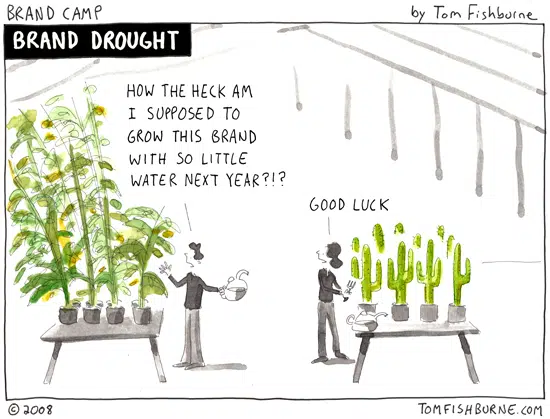 BRAND CAMP
by Tom Fishburne
BRAND DROUGHT
HOW THE HECK AM
I SUPPOSED TO
GROW THIS BRAND
WITH SO LITTLE
WATER NEXT YEAR?!?
GOOD LUCK
© 2008
TOMFISHBURNE.COM